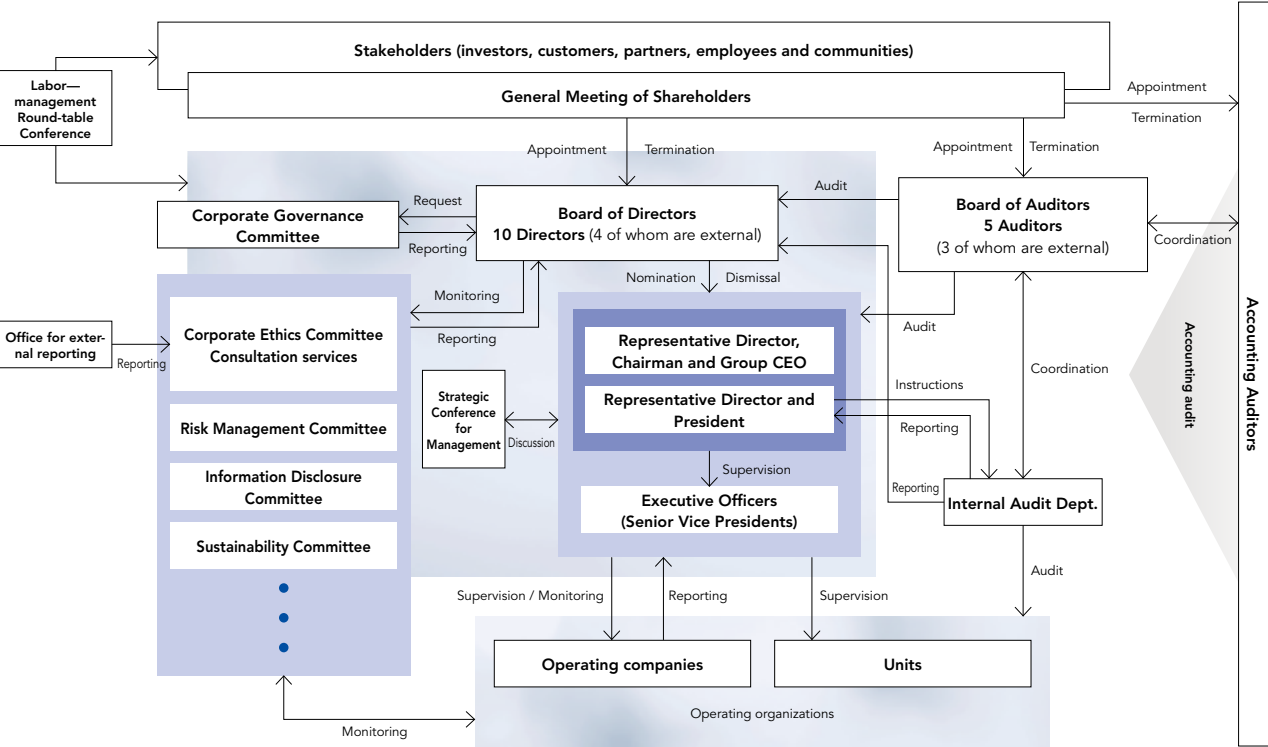 Stakeholders (investors, customers, partners, employees and communities)
General Meeting of Shareholders
Labor—
management
Round-table
Conference
Appointment
Termination
Appointment
Termination
Appointment
Termination
Corporate Governance
Committee
Request
Reporting
Board of Directors
10 Directors (4 of whom are external)
Audit
Board of Auditors
5 Auditors
(3 of whom are external)
Coordination
Nomination
Dismissal
Monitoring
Reporting
Office for exter-
nal reporting
Reporting
Corporate Ethics Committee
Consultation services
Risk Management Committee
Information Disclosure
Committee
Sustainability Committee
Strategic
Conference
for
Management
Discussion
Representative Director,
Chairman and Group CEO
Representative Director and
President
Supervision
Executive Officers
(Senior Vice Presidents)
Audit
Instructions
Reporting
Reporting
Coordination
Internal Audit Dept.
Audit
Accounting audit
Accounting Auditors
Supervision / Monitoring
Reporting
Supervision
Operating companies
Units
Operating organizations
Monitoring